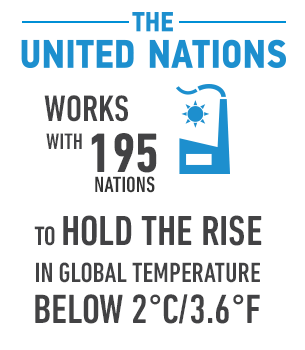 THE
UNITED NATIONS
WORKS
WITH 195
NATIONS
TO HOLD THE RISE
IN GLOBAL TEMPERATURE
BELOW 2°C/3.6°F